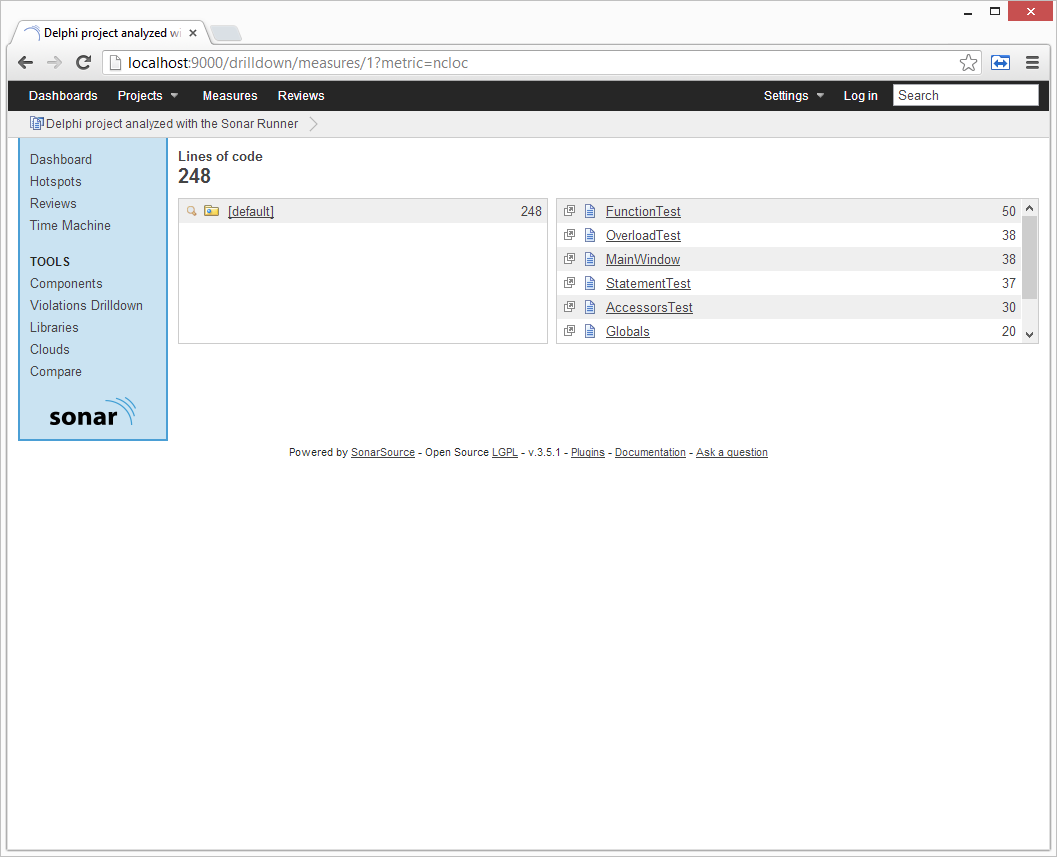 Delphi project analyzed wi
localhost:9000/drilldown/measures/1?metric=ncloc
Dashboards Projects Measures Reviews Settings Log in Search
Delphi project analyzed with the Sonar Runner
Dashboard
Hotspots
Reviews
Time Machine
TOOLS
Components
Violations Drilldown
Libraries
Clouds
Compare
sonar
Lines of code
248
[default] 248
FunctionTest 50
OverloadTest 38
MainWindow 38
StatementTest 37
AccessorsTest 30
Globals 20
Powered by SonarSource - Open Source LGPL - v.3.5.1 - Plugins - Documentation - Ask a question